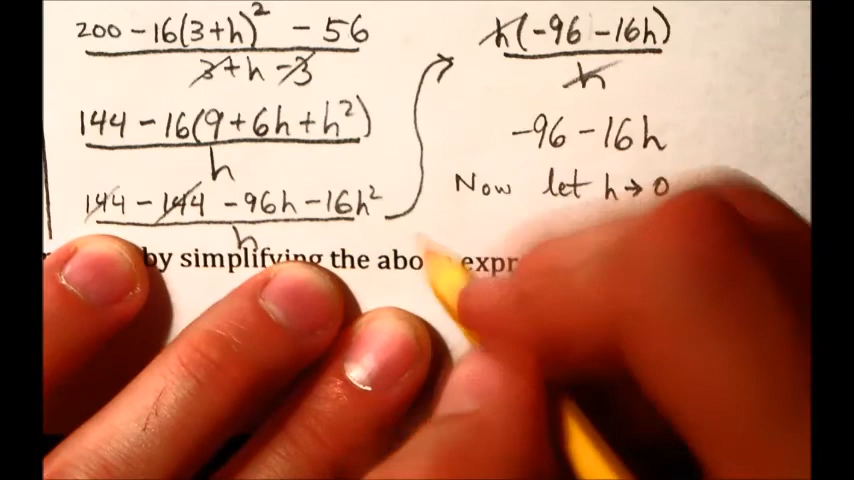 200 - 16(3+h)² - 56
3+h-3
144 - 16(9+6h+h²)
h
144 - 144 - 96h - 16h²
h
by simplifying the abo expr
h(-96 - 16h)
h
-96 - 16h
Now let h → 0